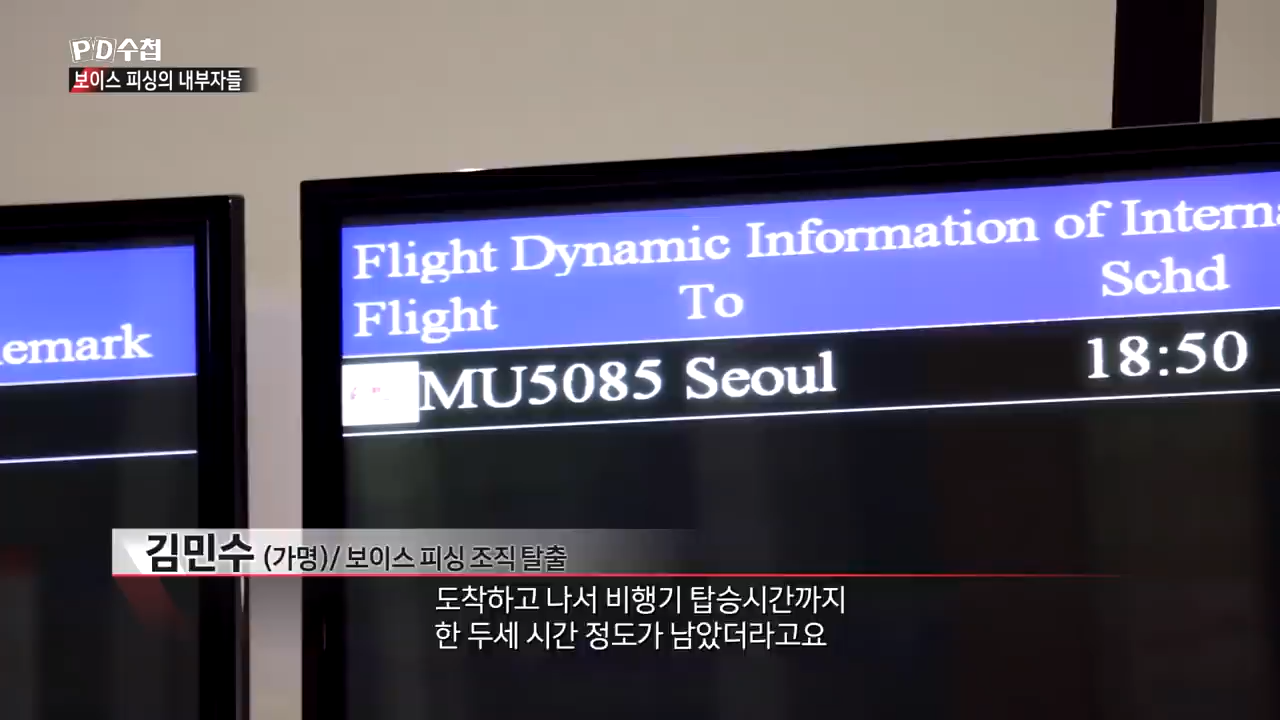 PD수첩
보이스 피싱의 내부자들
Flight Dynamic Information of Interna
Flight To Schd
emark
MU5085 Seoul 18:50
김민수 (가명)/ 보이스 피싱 조직 탈출
도착하고 나서 비행기 탑승시간까지
한 두세 시간 정도가 남았더라고요